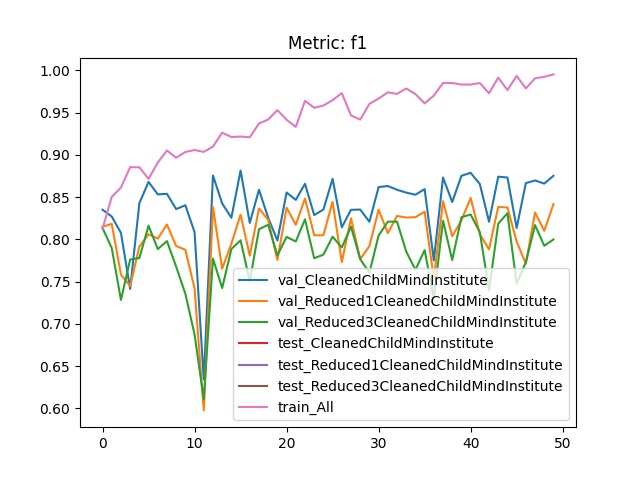 Metric: f1
1.00
0.95
0.90
0.85
0.80
0.75
0.70
0.65
0.60
val_CleanedChildMindInstitute
val_Reduced1CleanedChildMindInstitute
val_Reduced3CleanedChildMindInstitute
test_CleanedChildMindInstitute
test_Reduced1CleanedChildMindInstitute
test_Reduced3CleanedChildMindInstitute
train_All
0 10 20 30 40 50